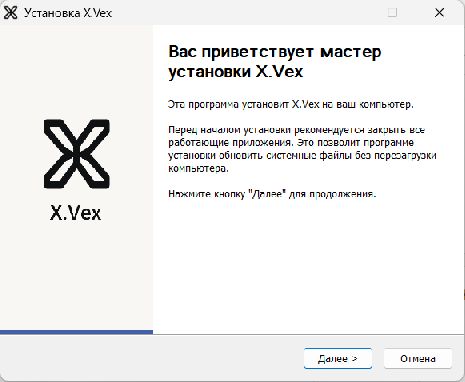 Установка X.Vex
Вас приветствует мастер
установки X.Vex
Эта программа установит X.Vex на ваш компьютер.
Перед началом установки рекомендуется закрыть все
работающие приложения. Это позволит программе
установки обновить системные файлы без перезагрузки
компьютера.
Нажмите кнопку "Далее" для продолжения.
X.Vex
Далее >
Отмена